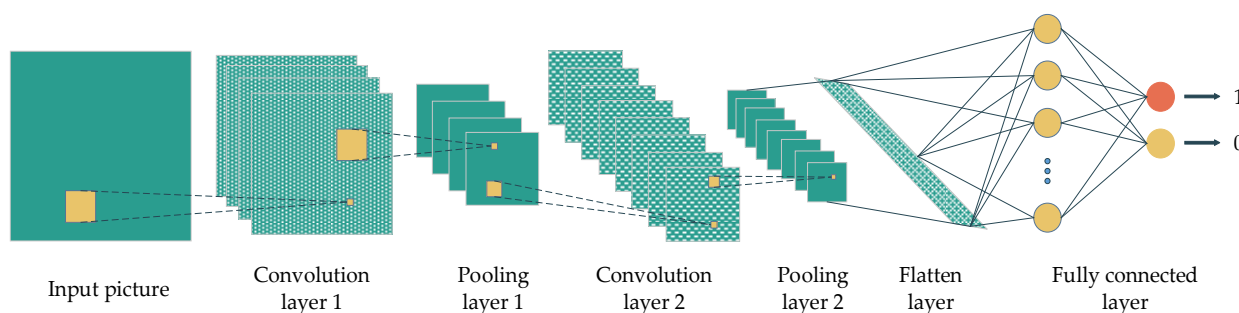 1
0
Input picture
Convolution
layer 1
Pooling
layer 1
Convolution
layer 2
Pooling
layer 2
Flatten
layer
Fully connected
layer